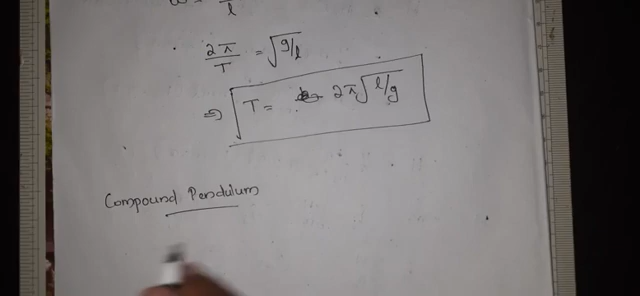 l
2π/T = √g/l
⇒ T = 2π√l/g
Compound Pendulum